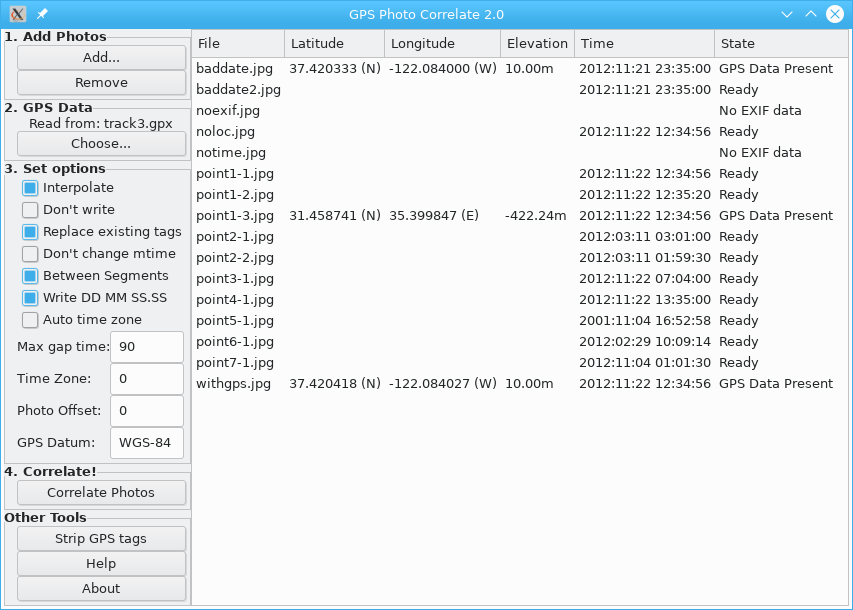 GPS Photo Correlate 2.0
1. Add Photos
Add...
Remove
2. GPS Data
Read from: track3.gpx
Choose...
3. Set options
Interpolate
Don't write
Replace existing tags
Don't change mtime
Between Segments
Write DD MM SS.SS
Auto time zone
Max gap time: 90
Time Zone: 0
Photo Offset: 0
GPS Datum: WGS-84
4. Correlate!
Correlate Photos
Other Tools
Strip GPS tags
Help
About
File Latitude Longitude Elevation Time State
baddate.jpg 37.420333 (N) -122.084000 (W) 10.00m 2012:11:21 23:35:00 GPS Data Present
baddate2.jpg 2012:11:21 23:35:00 Ready
noexif.jpg No EXIF data
noloc.jpg 2012:11:22 12:34:56 Ready
notime.jpg No EXIF data
point1-1.jpg 2012:11:22 12:34:56 Ready
point1-2.jpg 2012:11:22 12:35:20 Ready
point1-3.jpg 31.458741 (N) 35.399847 (E) -422.24m 2012:11:22 12:34:56 GPS Data Present
point2-1.jpg 2012:03:11 03:01:00 Ready
point2-2.jpg 2012:03:11 01:59:30 Ready
point3-1.jpg 2012:11:22 07:04:00 Ready
point4-1.jpg 2012:11:22 13:35:00 Ready
point5-1.jpg 2001:11:04 16:52:58 Ready
point6-1.jpg 2012:02:29 10:09:14 Ready
point7-1.jpg 2012:11:04 01:01:30 Ready
withgps.jpg 37.420418 (N) -122.084027 (W) 10.00m 2012:11:22 12:34:56 GPS Data Present